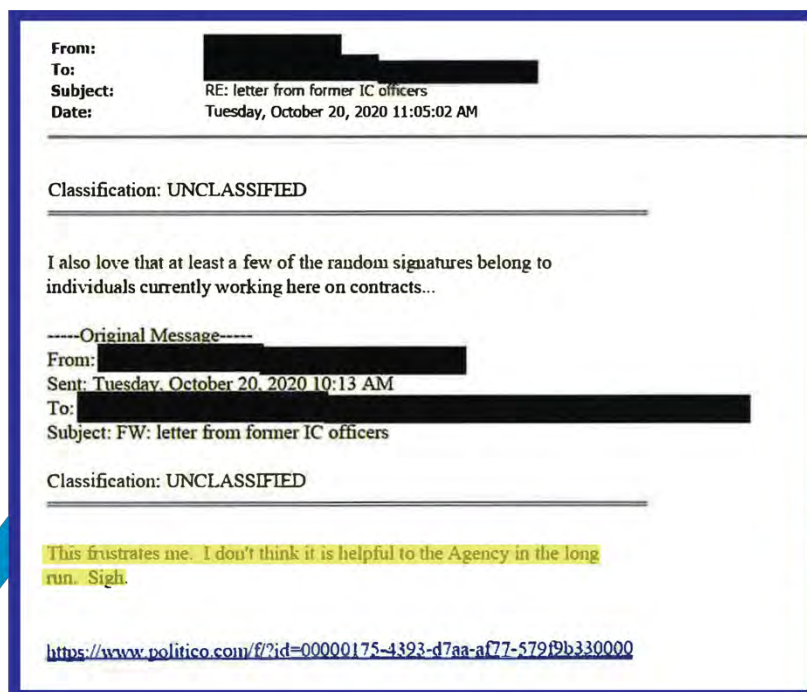 From:
To:
Subject: RE: letter from former IC officers
Date: Tuesday, October 20, 2020 11:05:02 AM
Classification: UNCLASSIFIED
I also love that at least a few of the random signatures belong to
individuals currently working here on contracts...
-----Original Message-----
From:
Sent: Tuesday, October 20, 2020 10:13 AM
To:
Subject: FW: letter from former IC officers
Classification: UNCLASSIFIED
This frustrates me. I don't think it is helpful to the Agency in the long
run. Sigh.
https://www.politico.com/f/?id=00000175-4393-d7aa-af77-579f9b330000